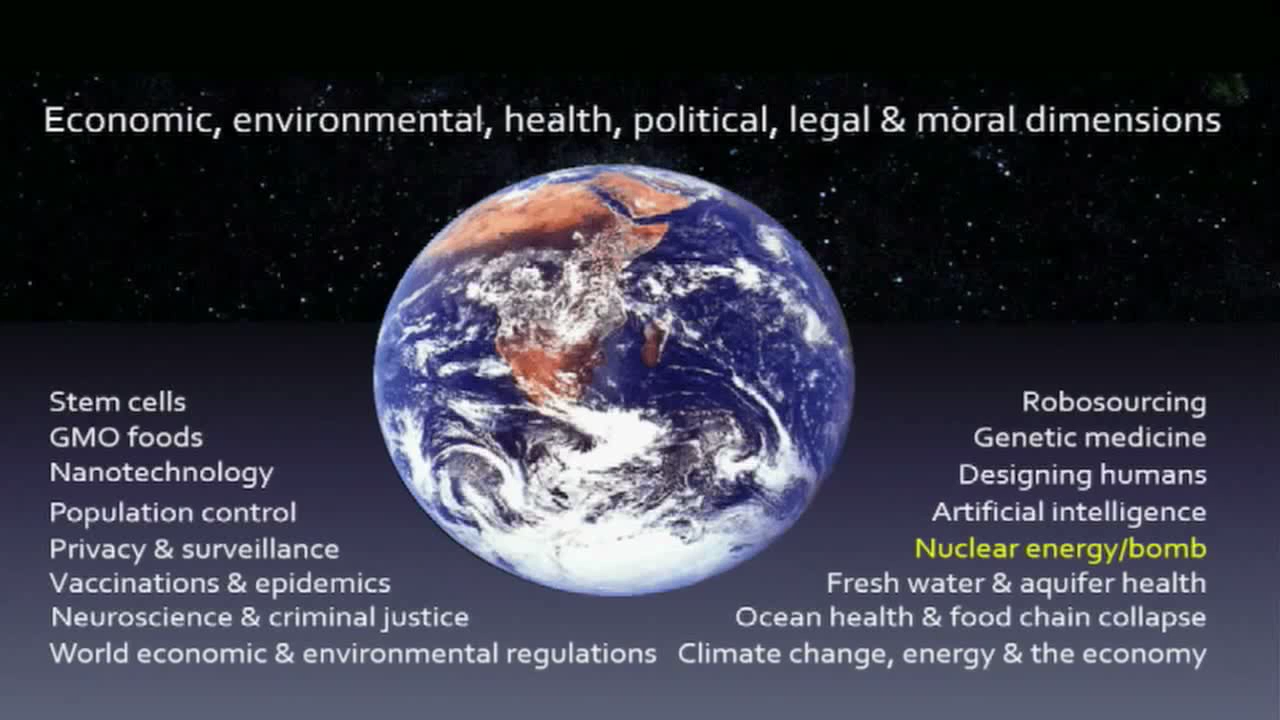 Economic, environmental, health, political, legal & moral dimensions
Stem cells
GMO foods
Nanotechnology
Population control
Privacy & surveillance
Vaccinations & epidemics
Neuroscience & criminal justice
World economic & environmental regulations
Robosourcing
Genetic medicine
Designing humans
Artificial intelligence
Nuclear energy/bomb
Fresh water & aquifer health
Ocean health & food chain collapse
Climate change, energy & the economy